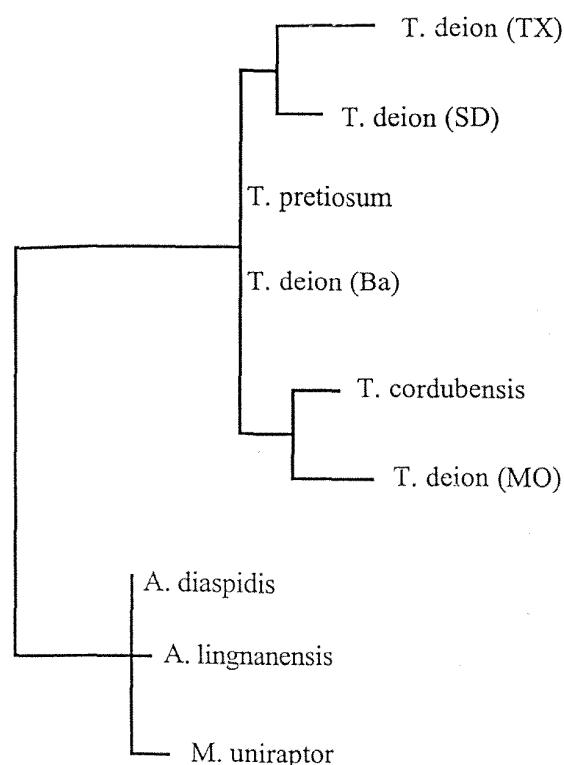 T. deion (TX)
T. deion (SD)
T. pretiosum
T. deion (Ba)
T. cordubensis
T. deion (MO)
A. diaspidis
A. lingnanensis
M. uniraptor